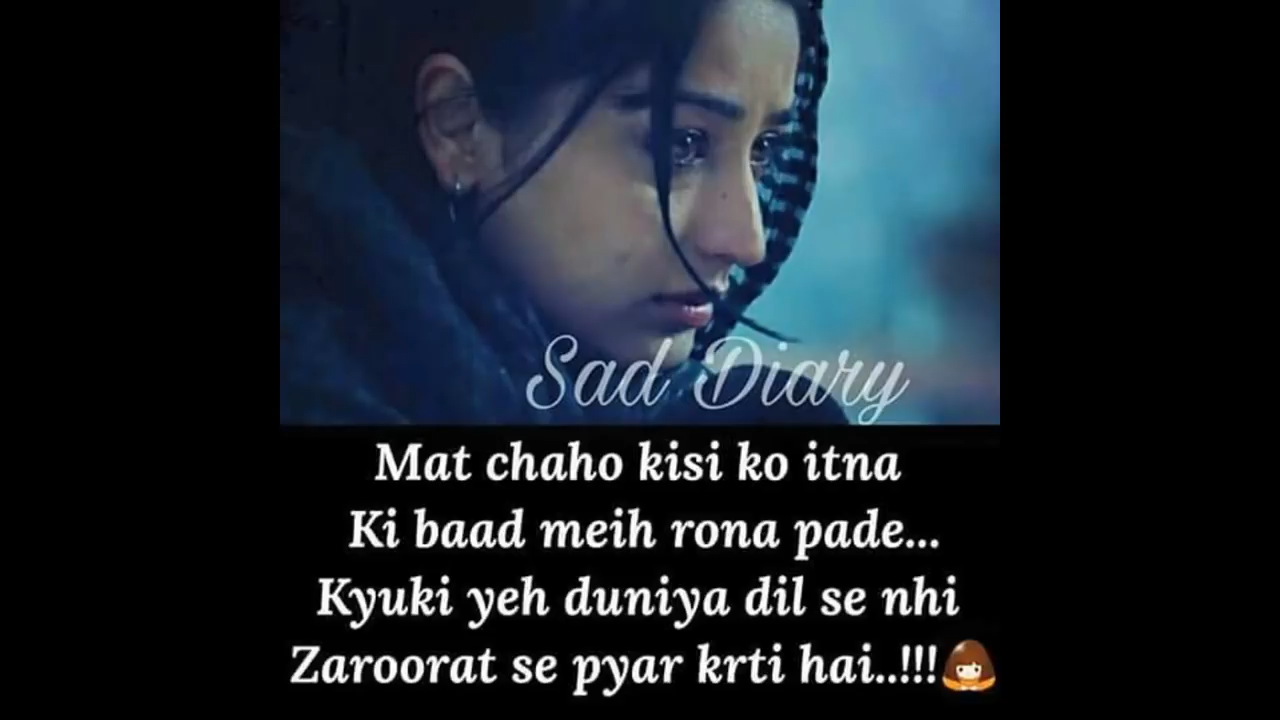 Sad Diary
Mat chaho kisi ko itna
Ki baad meih rona pade...
Kyuki yeh duniya dil se nhi
Zaroorat se pyar krti hai..!!!🙇‍♀️